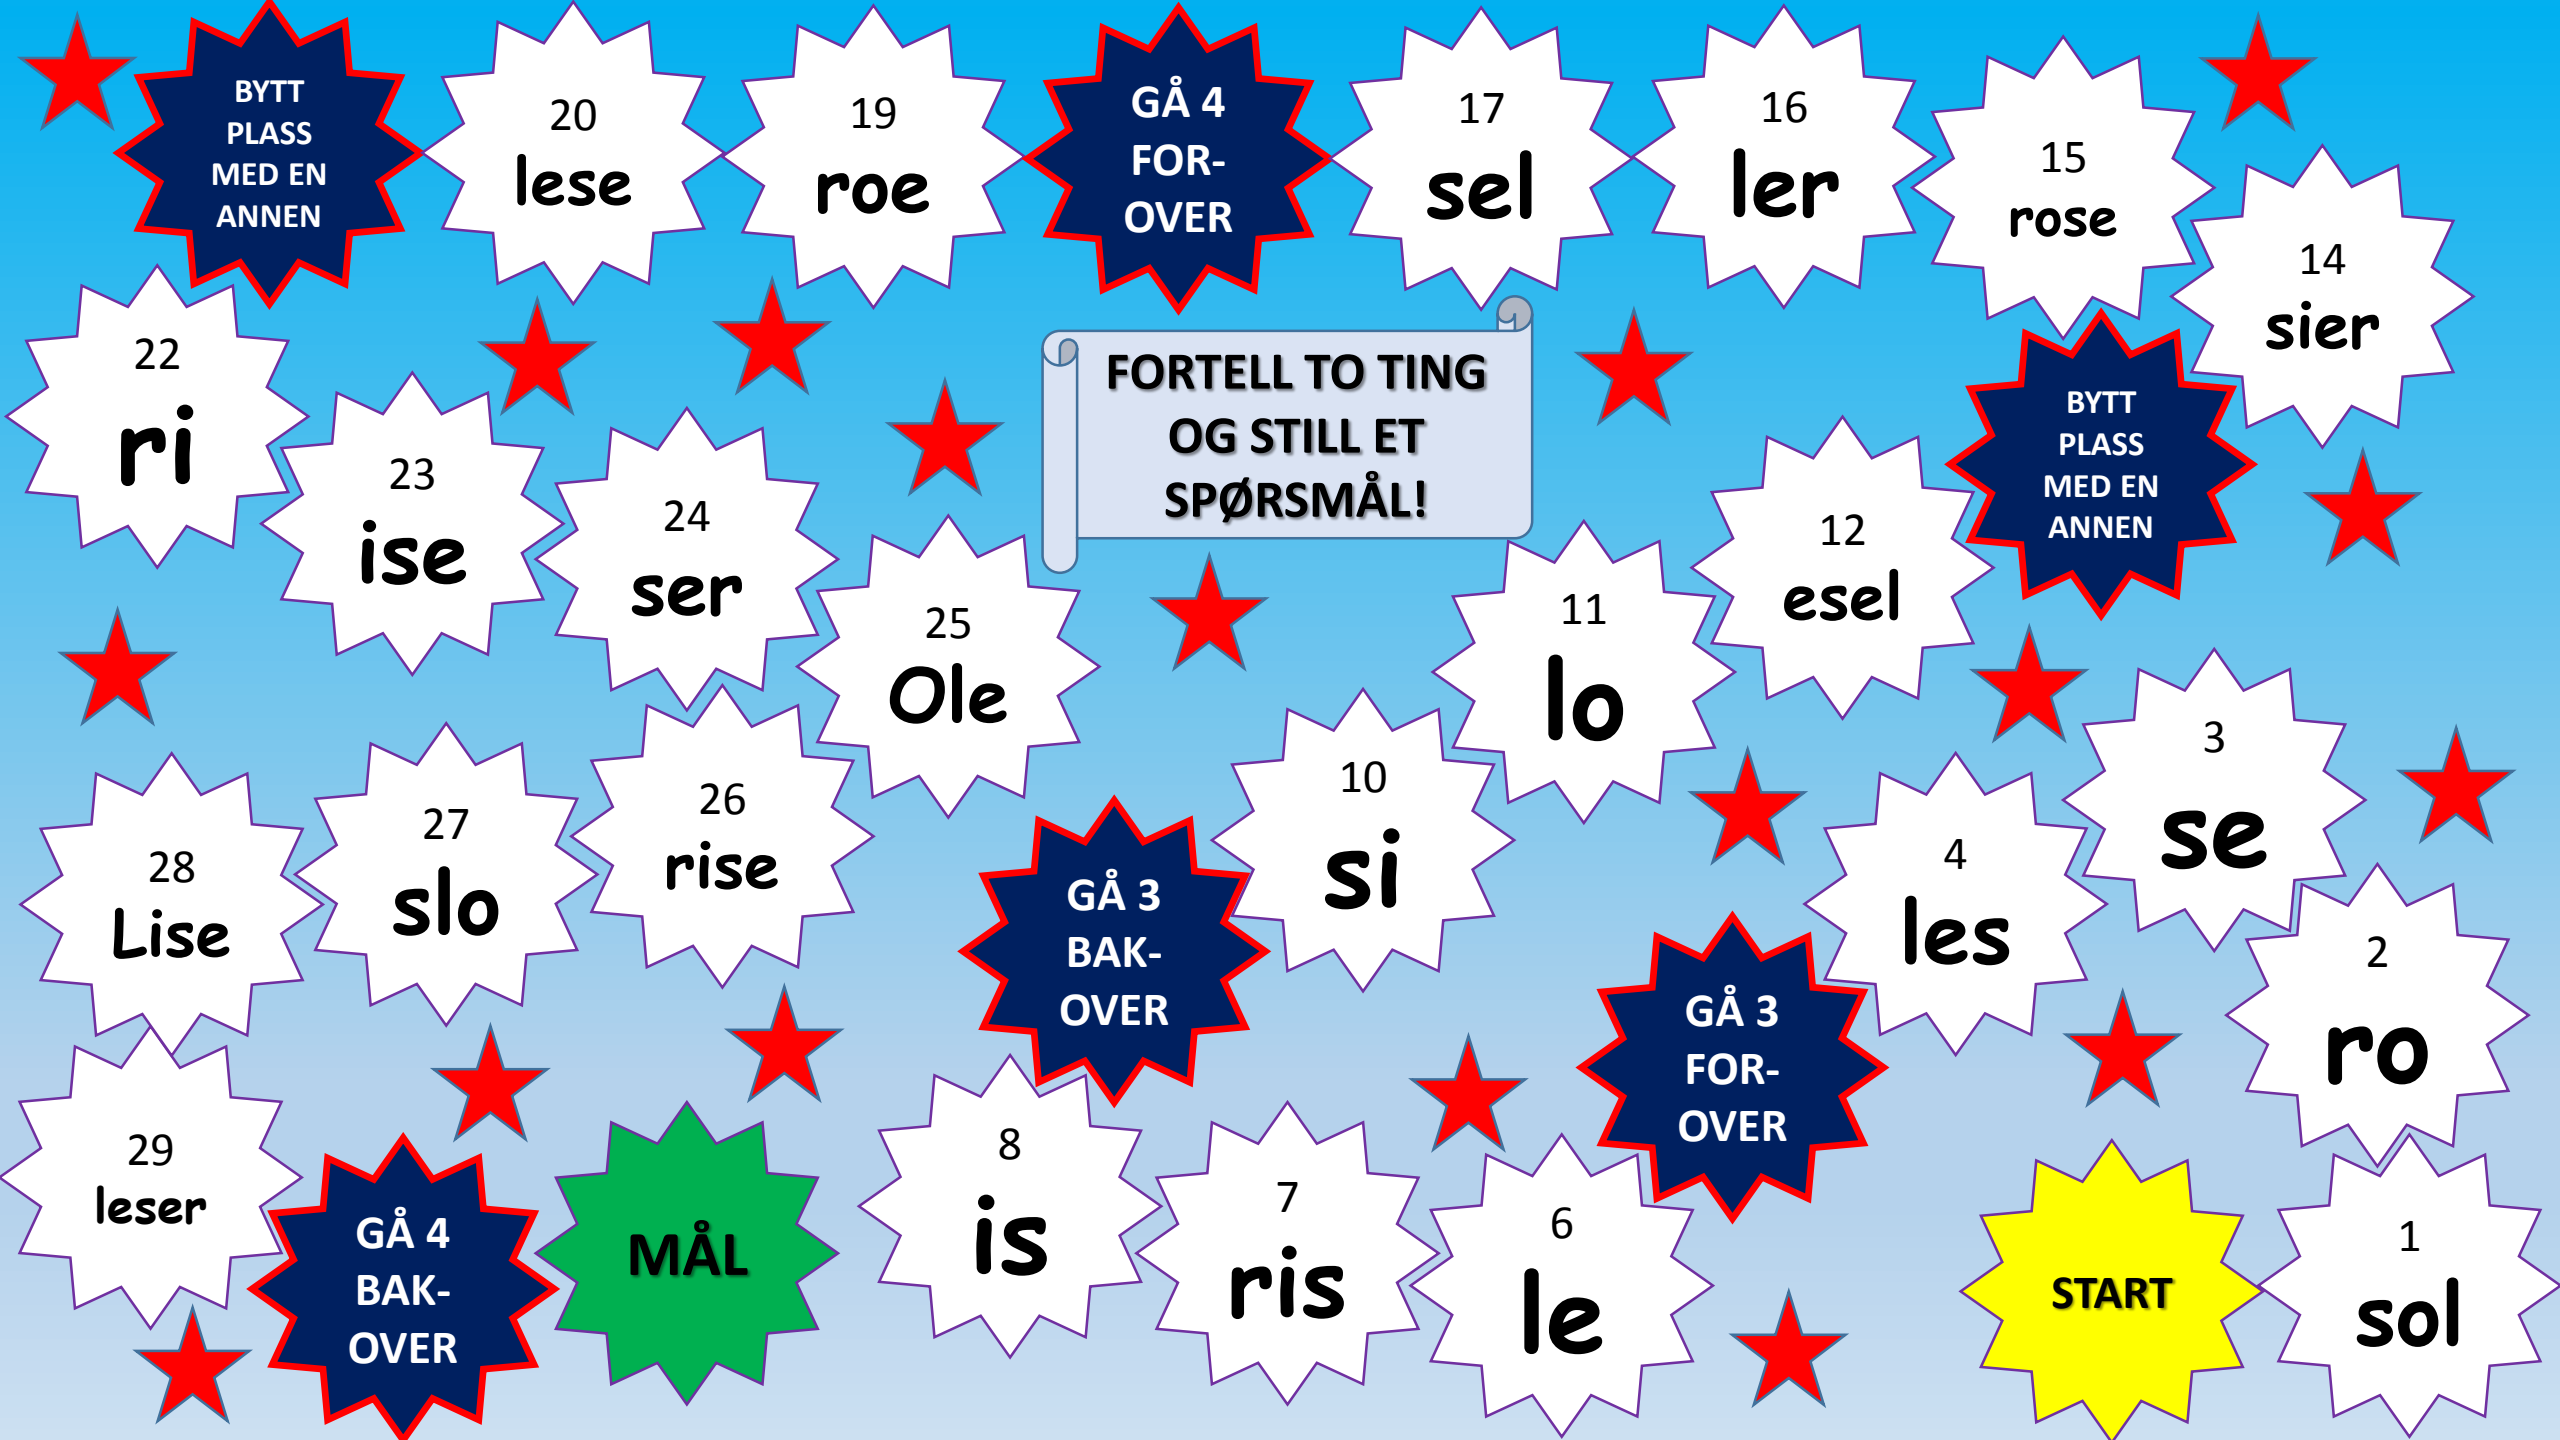 START
1
sol
2
ro
3
se
4
les
GÅ 3
FOR-
OVER
6
le
7
ris
8
is
GÅ 3
BAK-
OVER
10
si
11
lo
12
esel
BYTT
PLASS
MED EN
ANNEN
14
sier
15
rose
16
ler
17
sel
GÅ 4
FOR-
OVER
19
roe
20
lese
BYTT
PLASS
MED EN
ANNEN
22
ri
23
ise
24
ser
25
Ole
26
rise
27
slo
28
Lise
29
leser
GÅ 4
BAK-
OVER
MÅL
FORTELL TO TING
OG STILL ET
SPØRSMÅL!